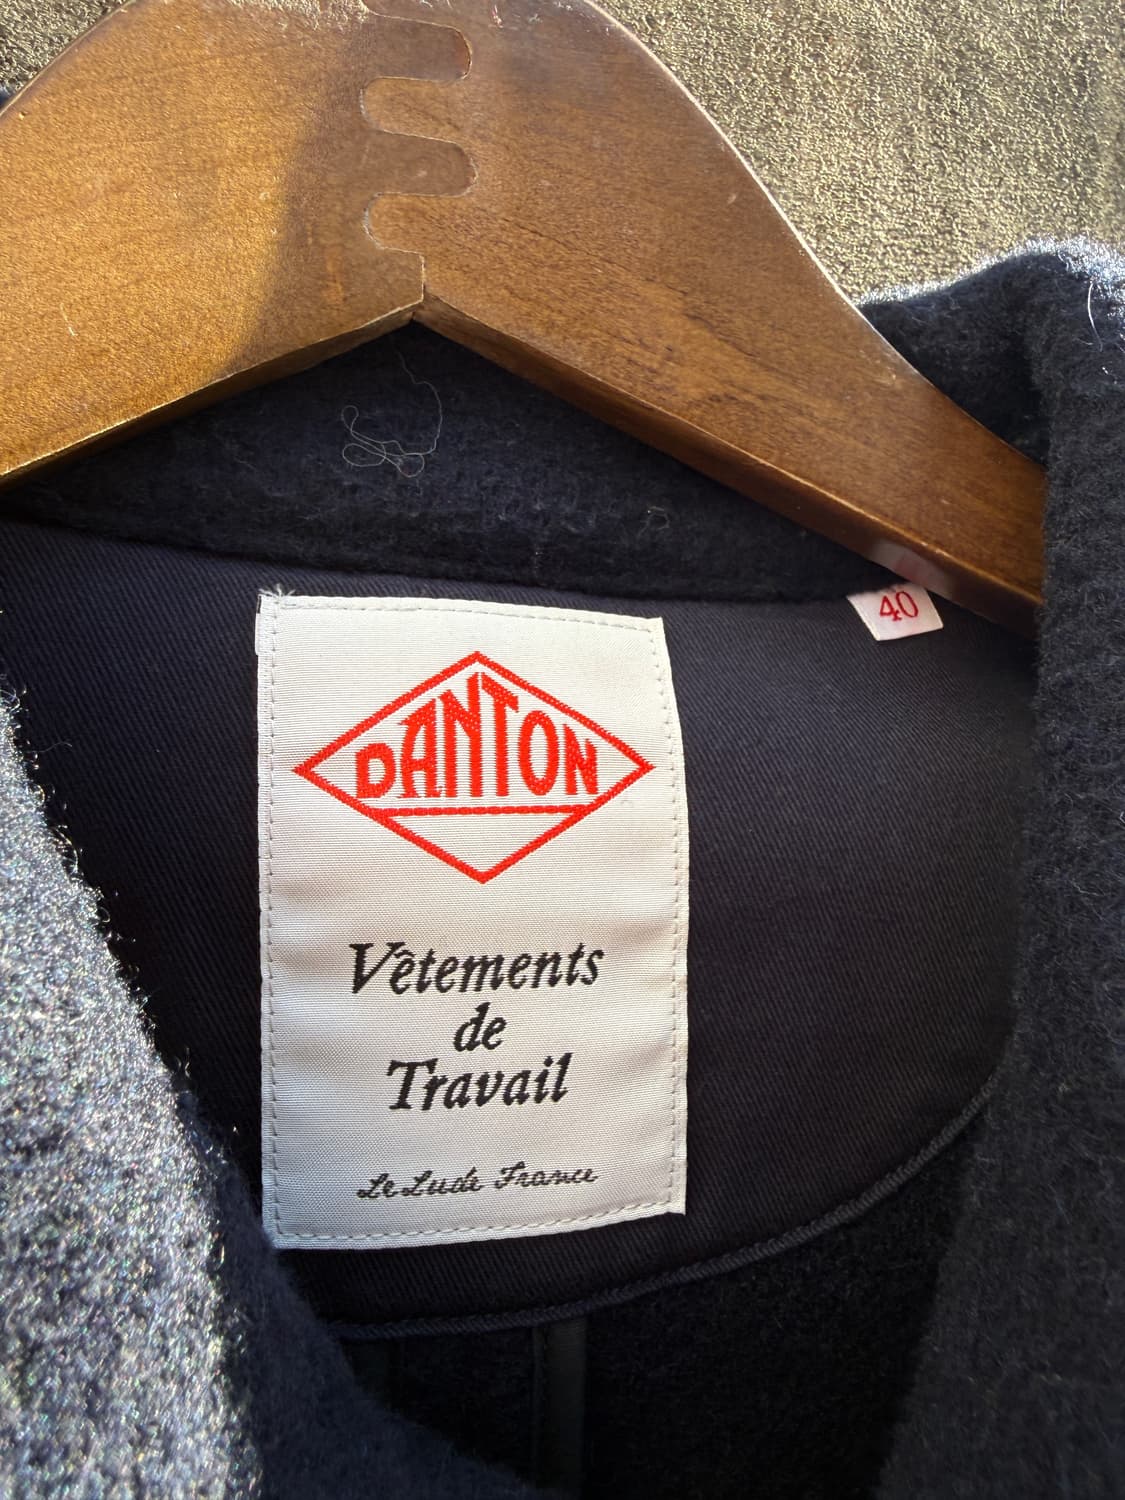 40
DANTON
Vêtements
de
Travail
Le Lude France